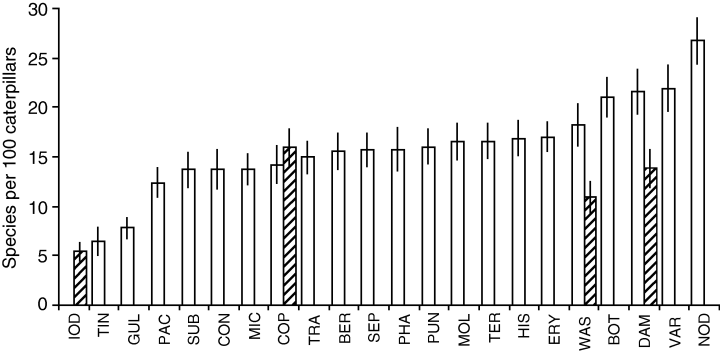 Species per 100 caterpillars
30
25
20
15
10
5
0
IOD
TIN
GUL
PAC
SUB
CON
MIC
COP
TRA
BER
SEP
PHA
PUN
MOL
TER
HIS
ERY
WAS
BOT
DAM
VAR
NOD